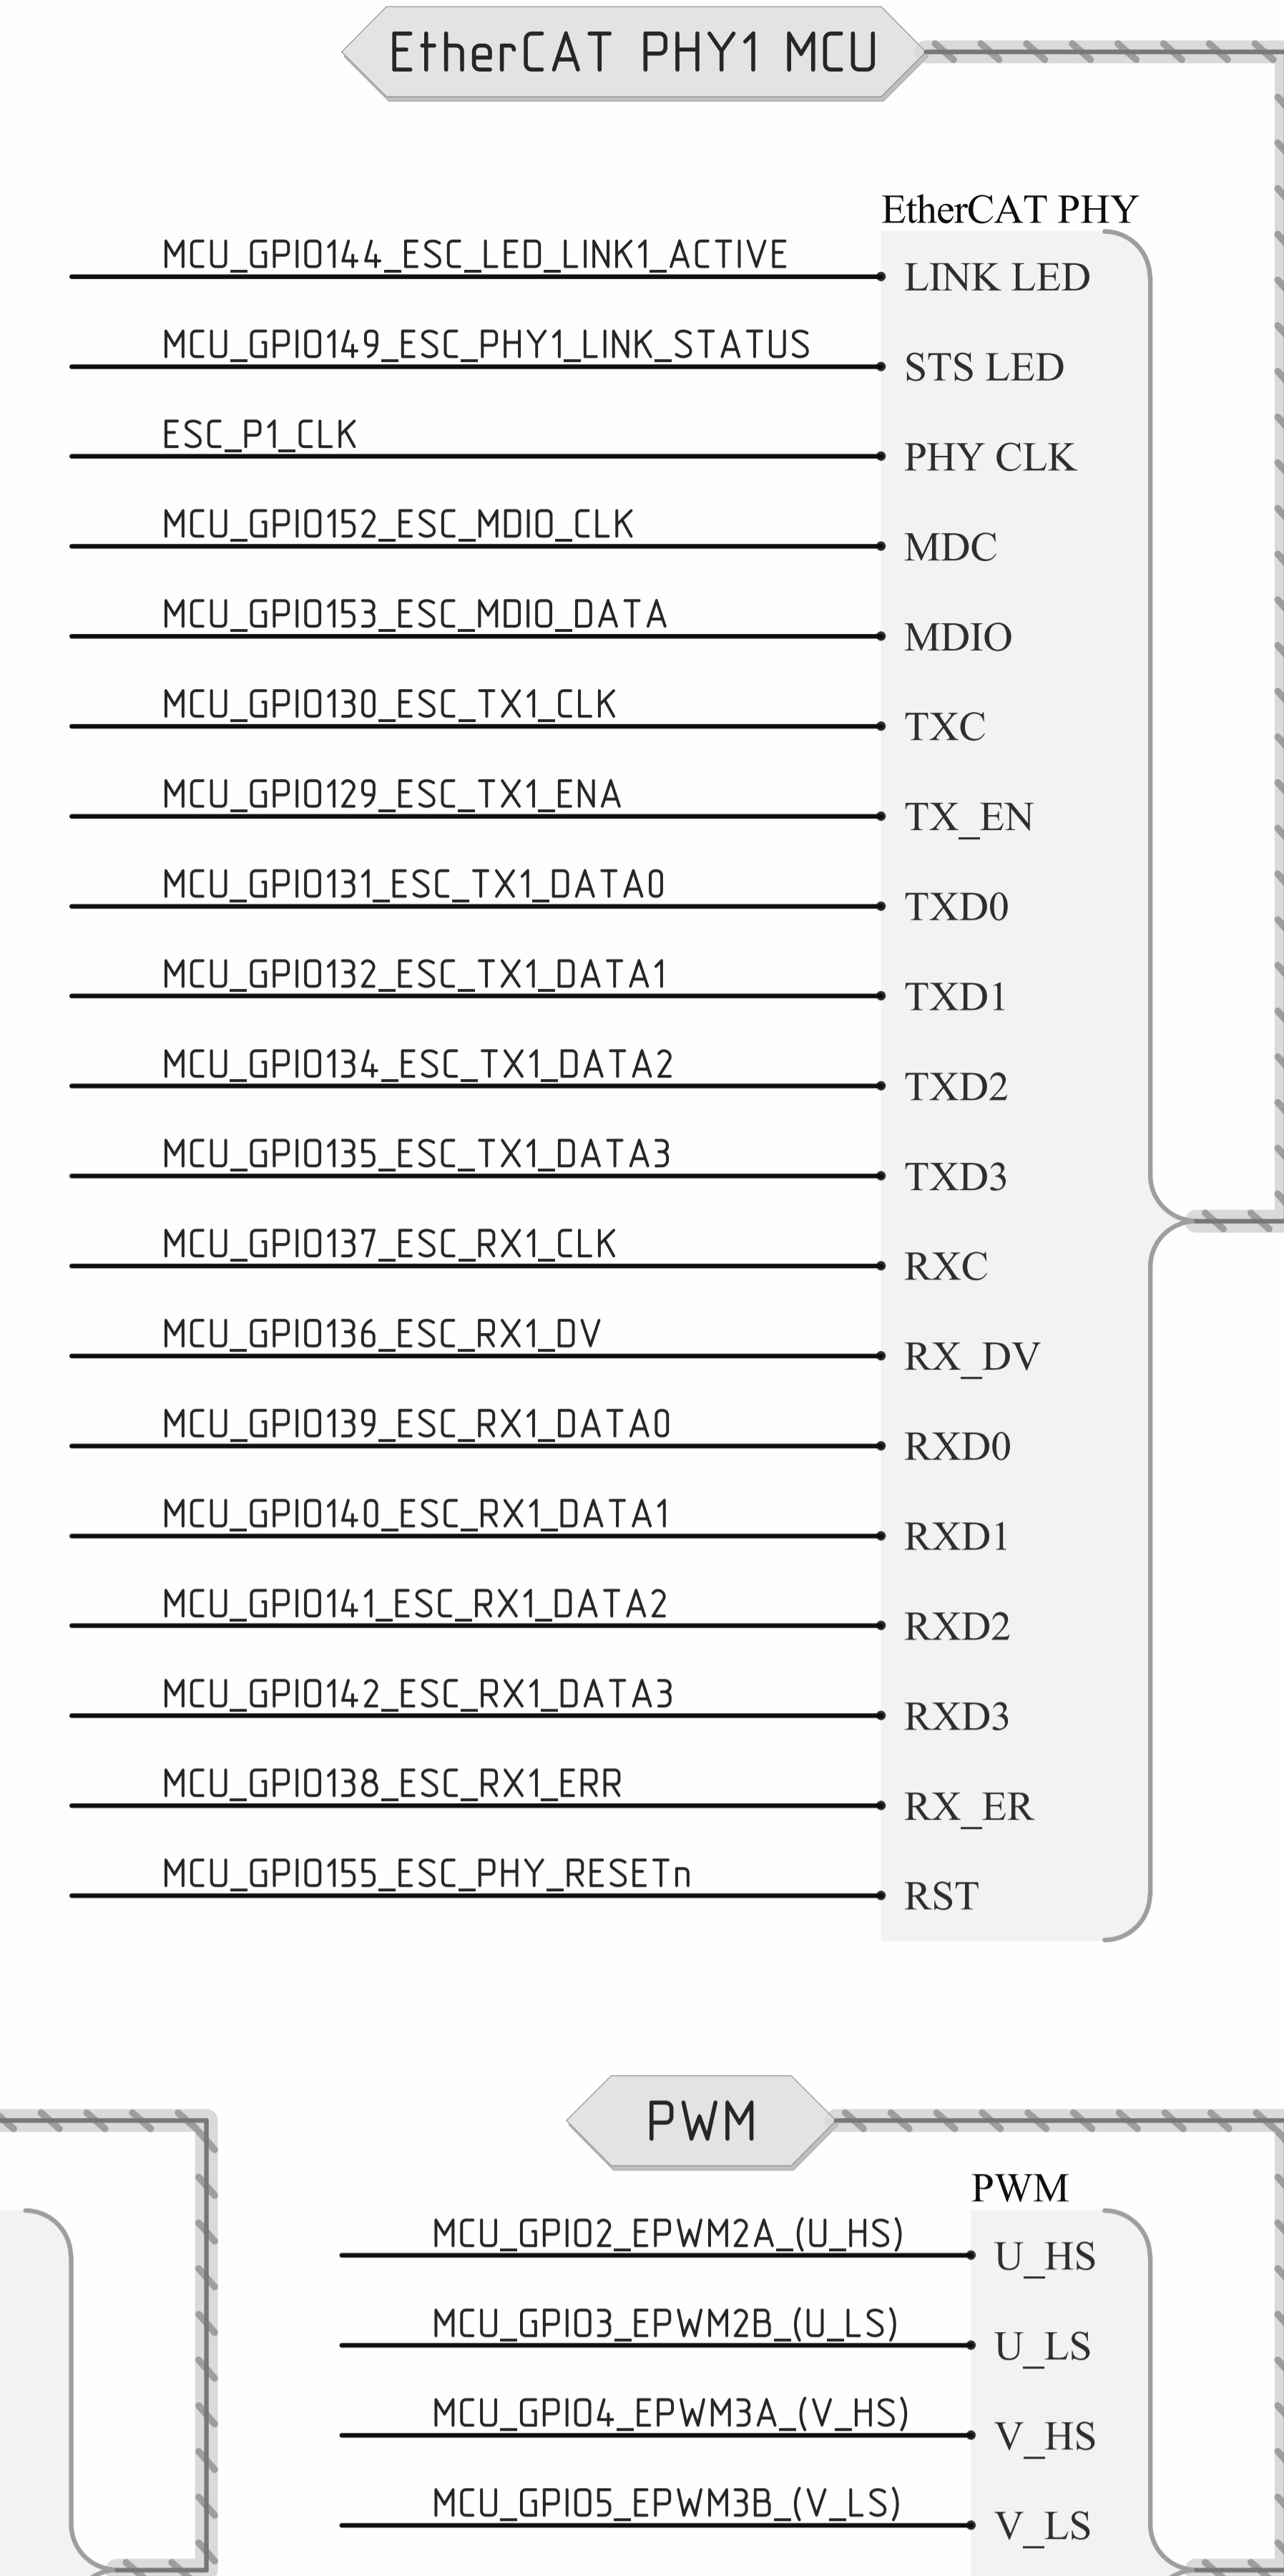 EtherCAT PHY1 MCU
EtherCAT PHY
MCU_GPIO144_ESC_LED_LINK1_ACTIVE LINK LED
MCU_GPIO149_ESC_PHY1_LINK_STATUS STS LED
ESC_P1_CLK PHY CLK
MCU_GPIO152_ESC_MDIO_CLK MDC
MCU_GPIO153_ESC_MDIO_DATA MDIO
MCU_GPIO130_ESC_TX1_CLK TXC
MCU_GPIO129_ESC_TX1_ENA TX_EN
MCU_GPIO131_ESC_TX1_DATA0 TXD0
MCU_GPIO132_ESC_TX1_DATA1 TXD1
MCU_GPIO134_ESC_TX1_DATA2 TXD2
MCU_GPIO135_ESC_TX1_DATA3 TXD3
MCU_GPIO137_ESC_RX1_CLK RXC
MCU_GPIO136_ESC_RX1_DV RX_DV
MCU_GPIO139_ESC_RX1_DATA0 RXD0
MCU_GPIO140_ESC_RX1_DATA1 RXD1
MCU_GPIO141_ESC_RX1_DATA2 RXD2
MCU_GPIO142_ESC_RX1_DATA3 RXD3
MCU_GPIO138_ESC_RX1_ERR RX_ER
MCU_GPIO155_ESC_PHY_RESETn RST
PWM
PWM
MCU_GPIO2_EPWM2A_(U_HS) U_HS
MCU_GPIO3_EPWM2B_(U_LS) U_LS
MCU_GPIO4_EPWM3A_(V_HS) V_HS
MCU_GPIO5_EPWM3B_(V_LS) V_LS